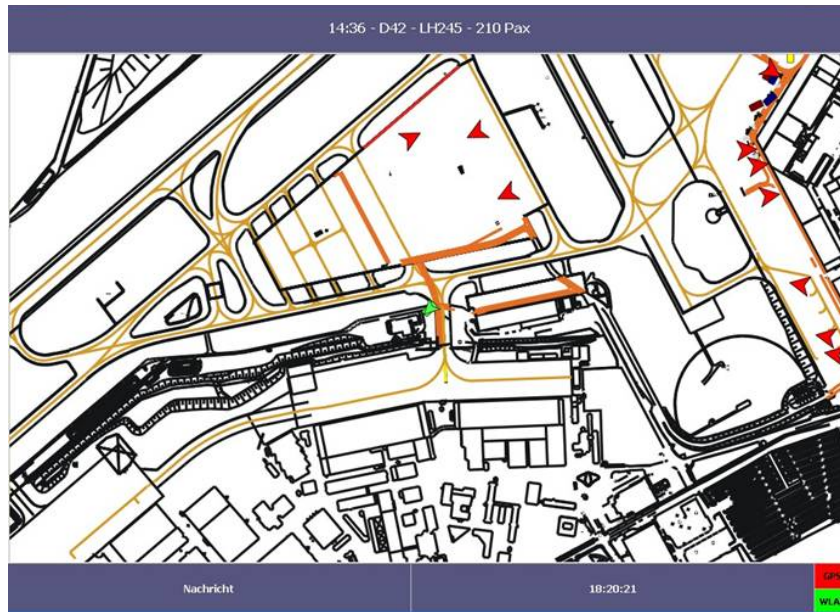 14:36 - D42 - LH245 - 210 Pax
Nachricht
18:20:21
GPS
WLA